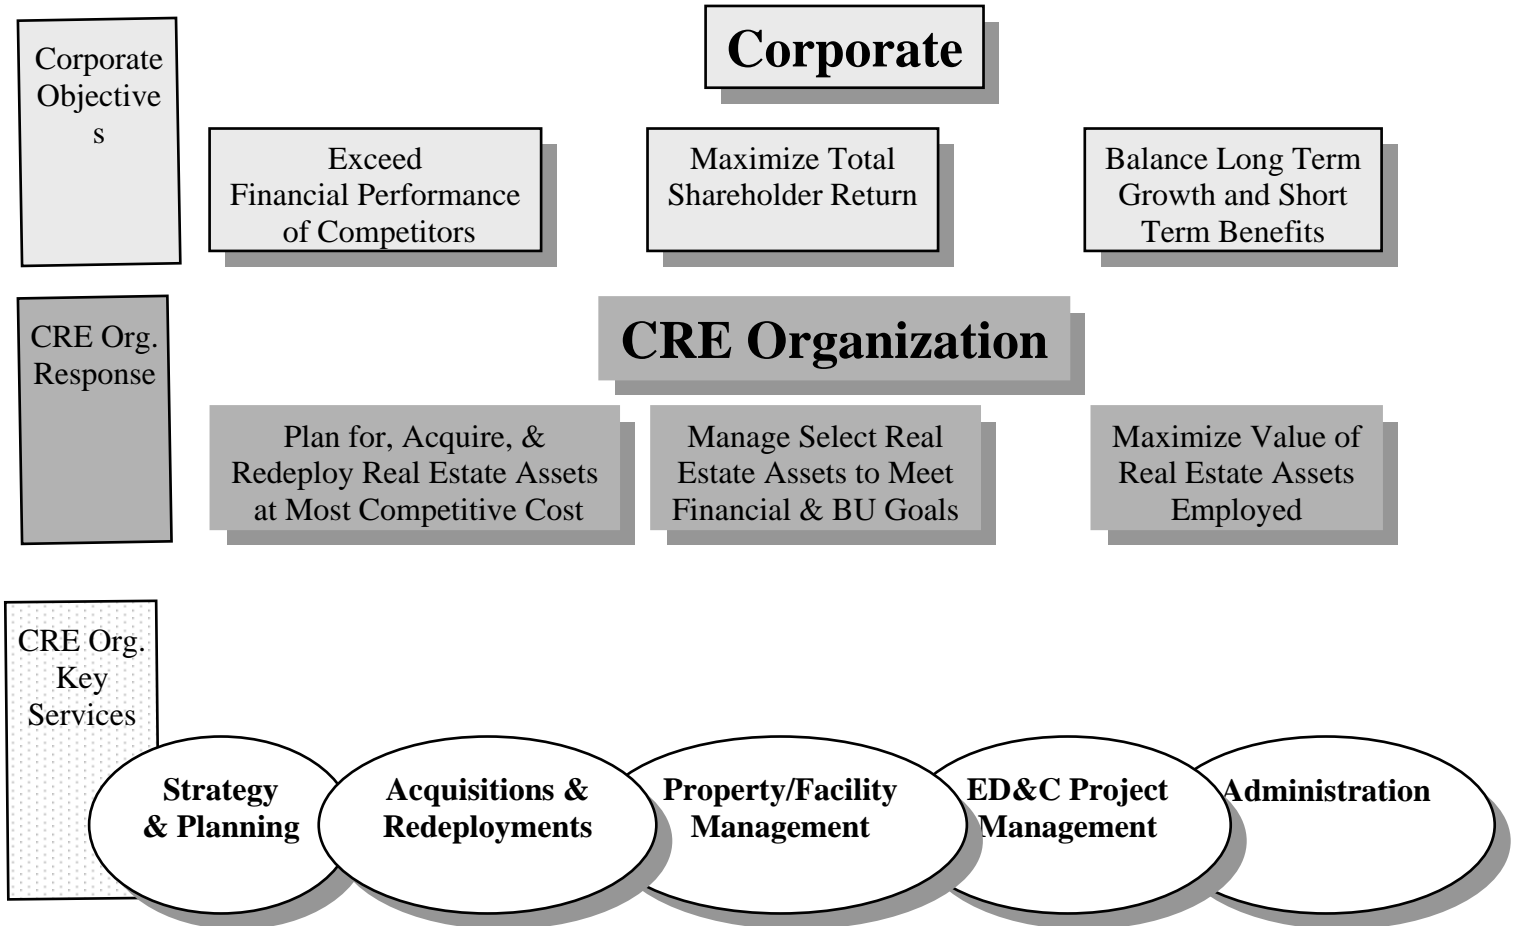 Corporate
Objective
s
Corporate
Exceed
Financial Performance
of Competitors
Maximize Total
Shareholder Return
Balance Long Term
Growth and Short
Term Benefits
CRE Org.
Response
CRE Organization
Plan for, Acquire, &
Redeploy Real Estate Assets
at Most Competitive Cost
Manage Select Real
Estate Assets to Meet
Financial & BU Goals
Maximize Value of
Real Estate Assets
Employed
CRE Org.
Key
Services
Strategy
& Planning
Acquisitions &
Redeployments
Property/Facility
Management
ED&C Project
Management
Administration